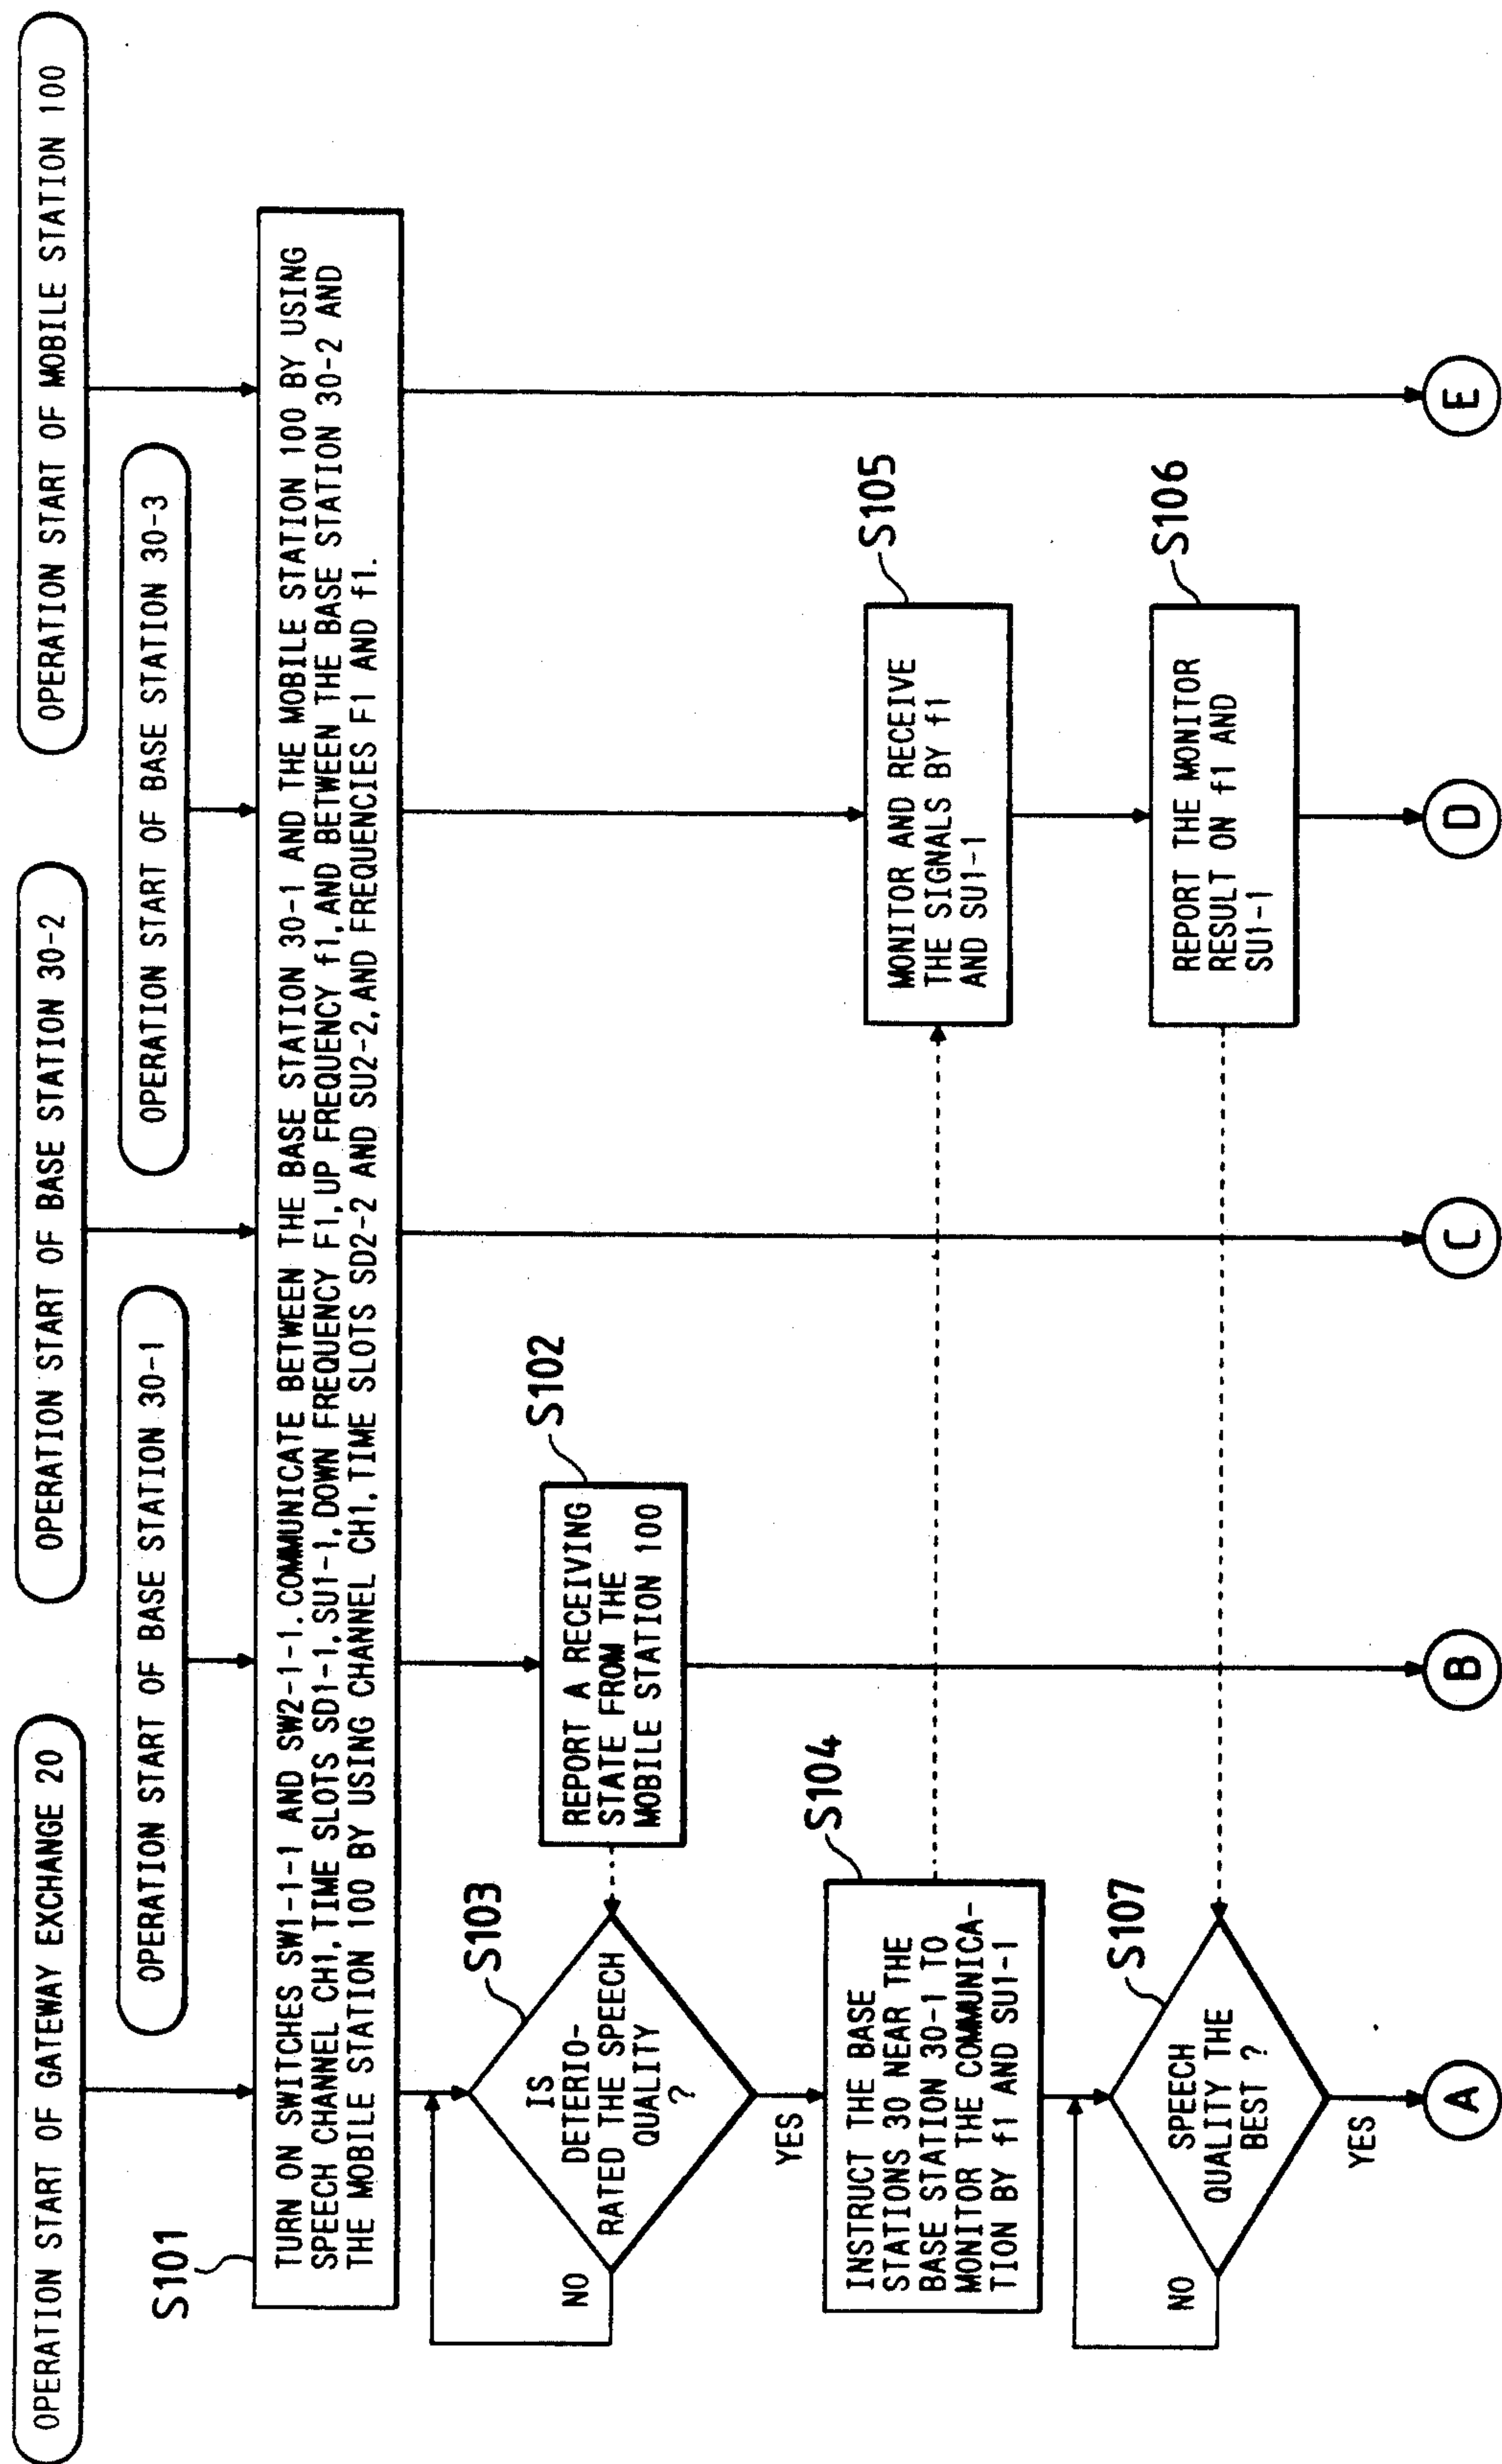 OPERATION START OF GATEWAY EXCHANGE 20
OPERATION START OF BASE STATION 30-2
OPERATION START OF MOBILE STATION 100
OPERATION START OF BASE STATION 30-1
OPERATION START OF BASE STATION 30-3
S101
TURN ON SWITCHES SW1-1-1 AND SW2-1-1. COMMUNICATE BETWEEN THE BASE STATION 30-1 AND THE MOBILE STATION 100 BY USING
SPEECH CHANNEL CH1, TIME SLOTS SD1-1, SU1-1, DOWN FREQUENCY F1, UP FREQUENCY f1, AND BETWEEN THE BASE STATION 30-2 AND
THE MOBILE STATION 100 BY USING CHANNEL CH1, TIME SLOTS SD2-2 AND SU2-2, AND FREQUENCIES F1 AND f1.
S102
REPORT A RECEIVING
STATE FROM THE
MOBILE STATION 100
S103
IS
DETERIO-
RATED THE SPEECH
QUALITY
?
NO
YES
S104
INSTRUCT THE BASE
STATIONS 30 NEAR THE
BASE STATION 30-1 TO
MONITOR THE COMMUNICA-
TION BY f1 AND SU1-1
S105
MONITOR AND RECEIVE
THE SIGNALS BY f1
AND SU1-1
S106
REPORT THE MONITOR
RESULT ON f1 AND
SU1-1
S107
SPEECH
QUALITY THE
BEST ?
NO
YES
A
B
C
D
E